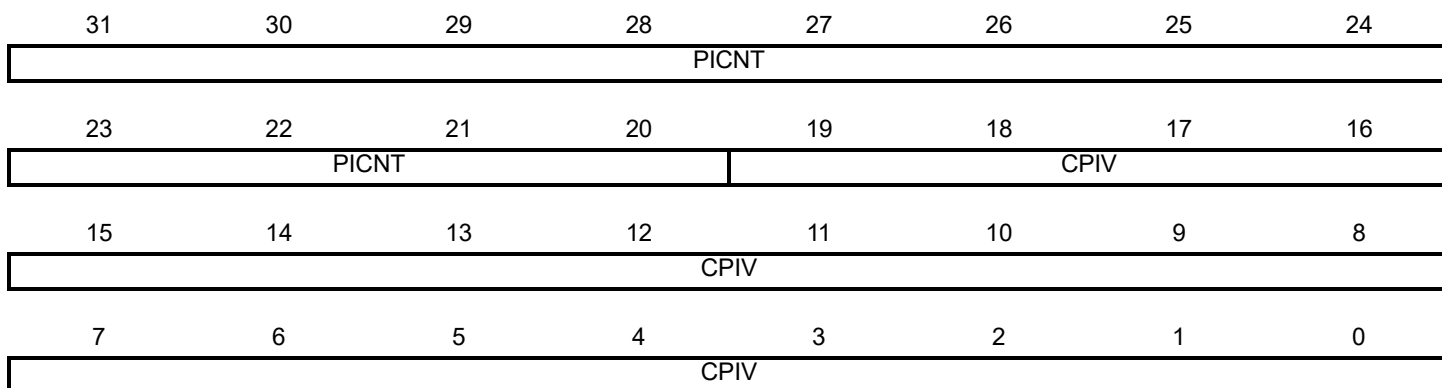 31 30 29 28 27 26 25 24
PICNT
23 22 21 20 19 18 17 16
PICNT CPIV
15 14 13 12 11 10 9 8
CPIV
7 6 5 4 3 2 1 0
CPIV